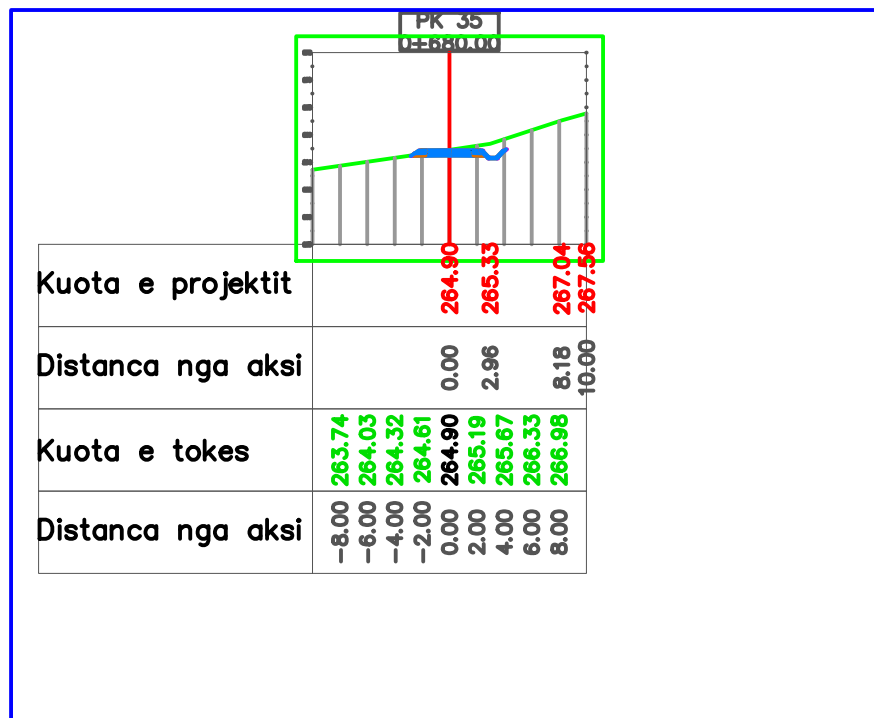 PK 35
0+680.00
Kuota e projektit 264.90 265.33 267.04 267.56
Distanca nga aksi 0.00 2.96 8.18 10.00
Kuota e tokes 263.74 264.03 264.32 264.61 264.90 265.19 265.67 266.33 266.98
Distanca nga aksi -8.00 -6.00 -4.00 -2.00 0.00 2.00 4.00 6.00 8.00